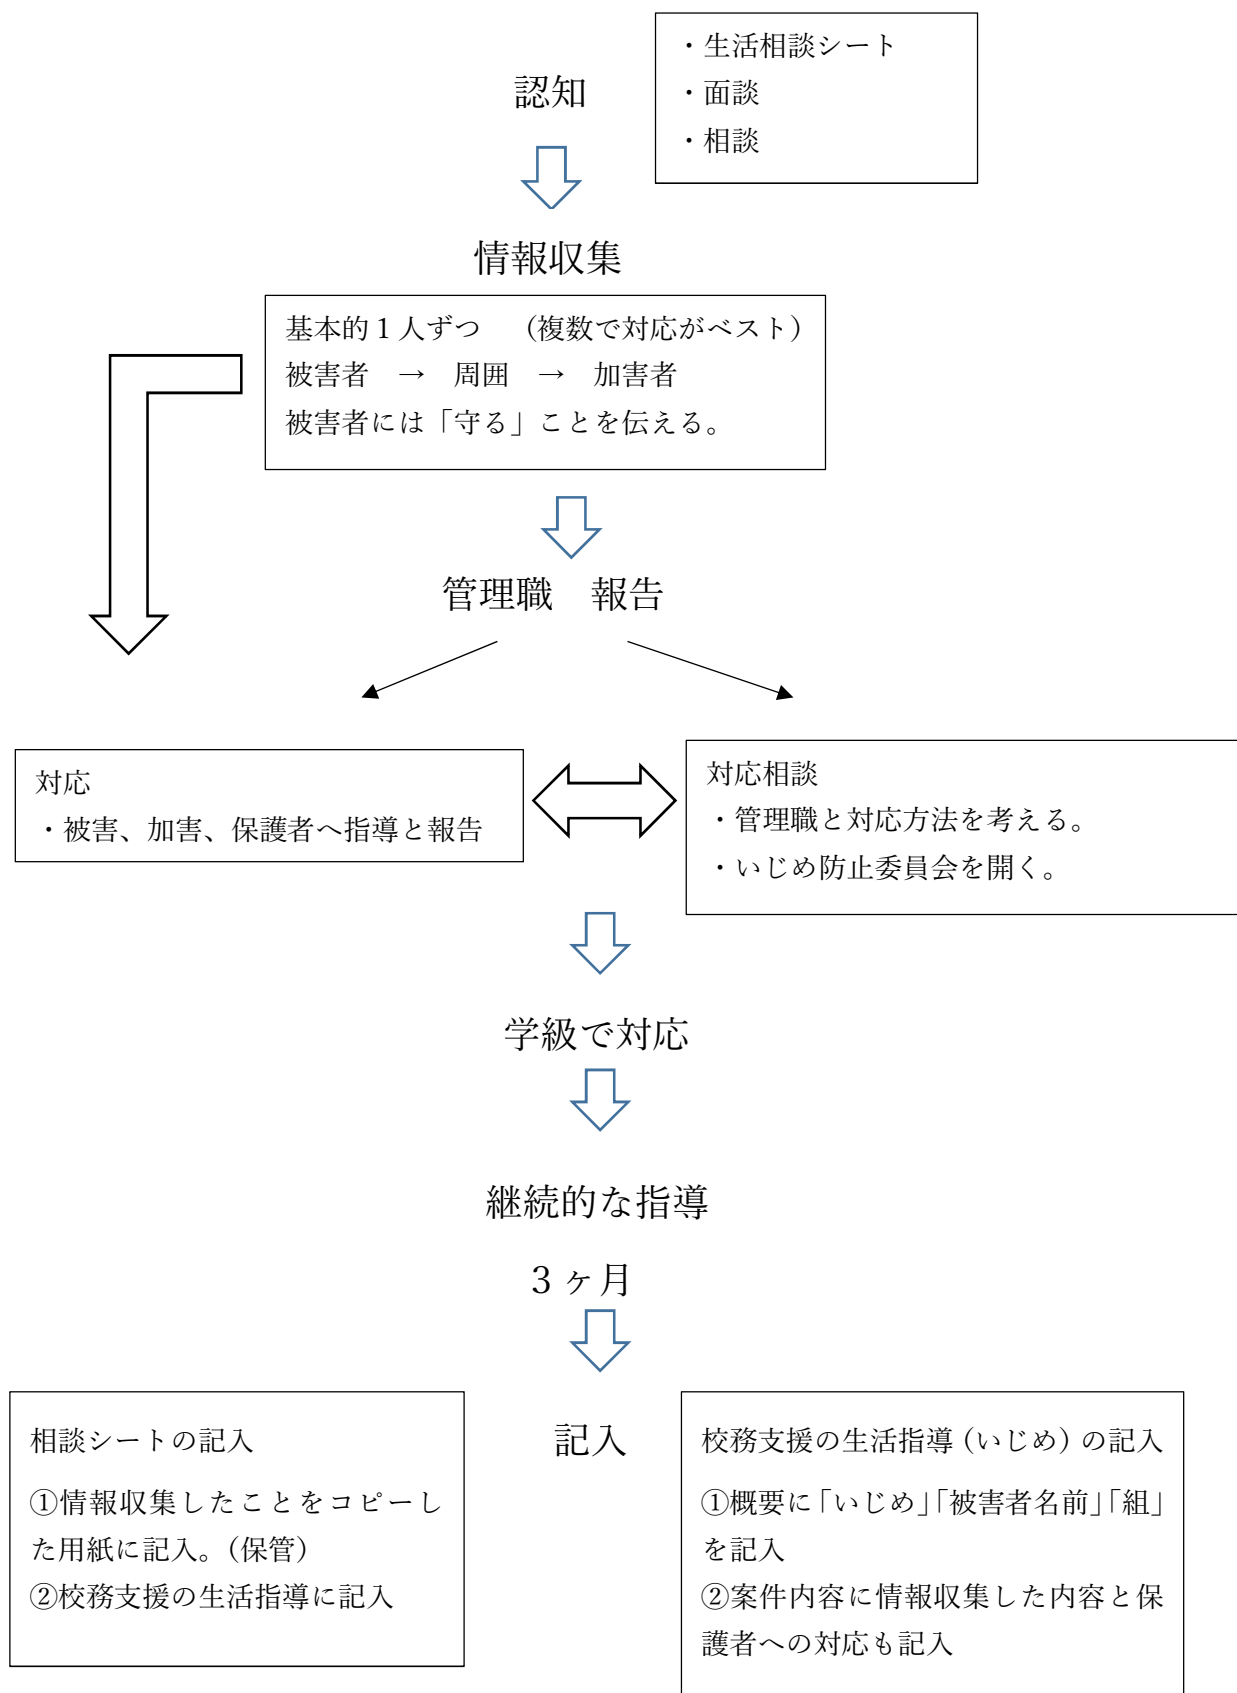 ・生活相談シート
認知
・面談
・相談
情報収集
基本的１人ずつ　（複数で対応がベスト）
被害者　→　周囲　→　加害者
被害者には「守る」ことを伝える。
管理職　報告
対応
・被害、加害、保護者へ指導と報告
対応相談
・管理職と対応方法を考える。
・いじめ防止委員会を開く。
学級で対応
継続的な指導
３ヶ月
記入
相談シートの記入
①情報収集したことをコピーし
た用紙に記入。（保管）
②校務支援の生活指導に記入
校務支援の生活指導（いじめ）の記入
①概要に「いじめ」「被害者名前」「組」
を記入
②案件内容に情報収集した内容と保
護者への対応も記入